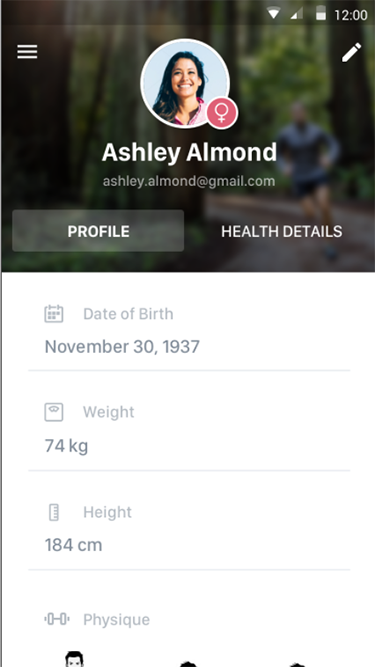 12:00
Ashley Almond
ashley.almond@gmail.com
PROFILE HEALTH DETAILS
Date of Birth
November 30, 1937
Weight
74 kg
Height
184 cm
Physique